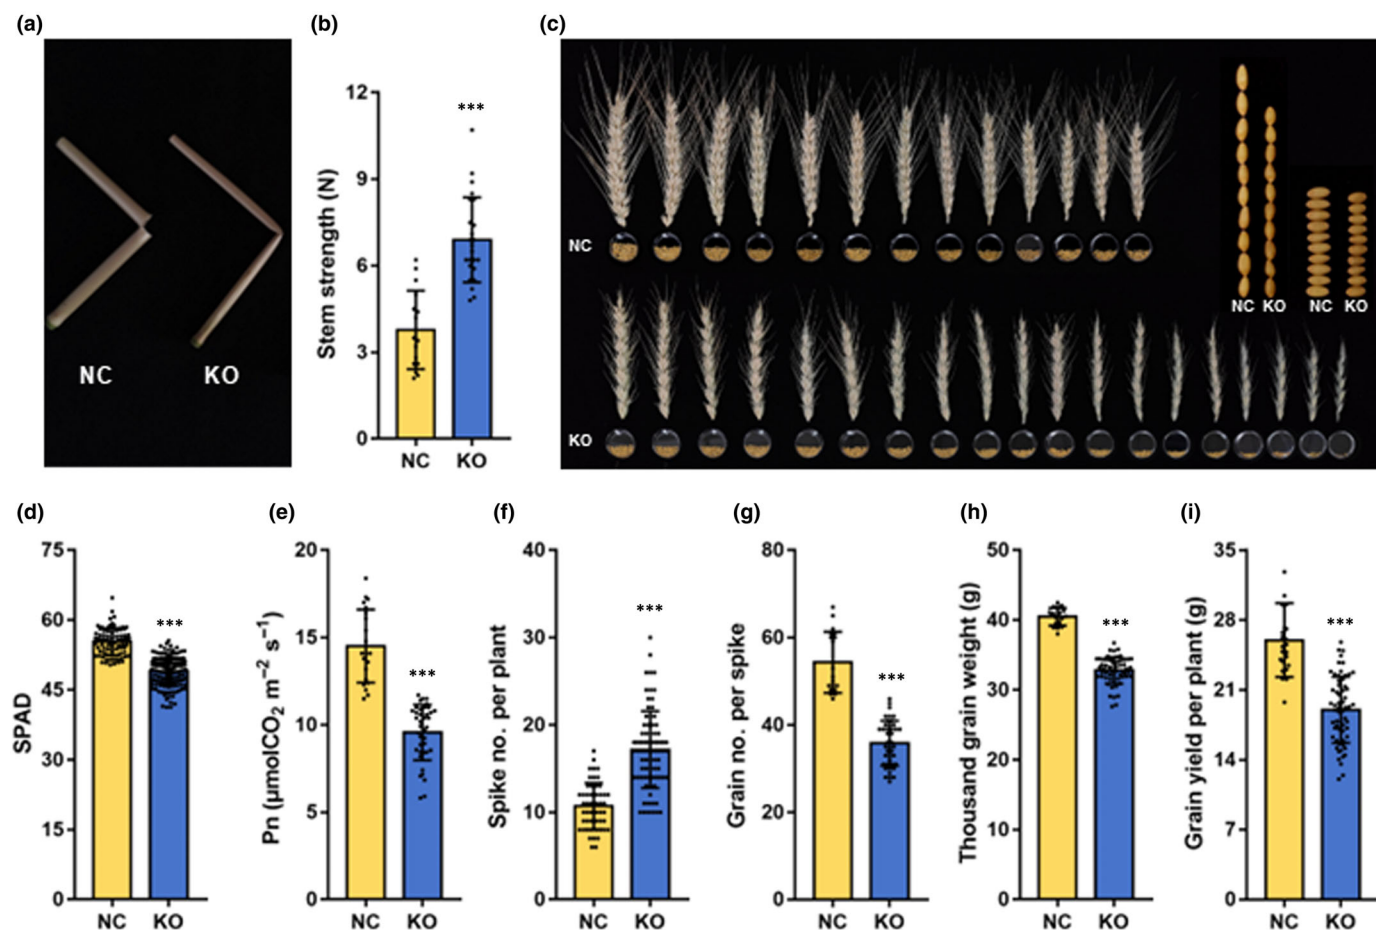 (a)
(b)
(c)
NC
KO
Stem strength (N)
12
9
6
3
0
***
NC
KO
NC
KO
NC KO
NC KO
(d)
(e)
(f)
(g)
(h)
(i)
SPAD
75
60
45
30
15
0
***
NC
KO
Pn (µmolCO₂ m⁻² s⁻¹)
20
15
10
5
0
***
NC
KO
Spike no. per plant
40
30
20
10
0
***
NC
KO
Grain no. per spike
80
60
40
20
0
***
NC
KO
Thousand grain weight (g)
50
40
30
20
10
0
***
NC
KO
Grain yield per plant (g)
35
28
21
14
7
0
***
NC
KO